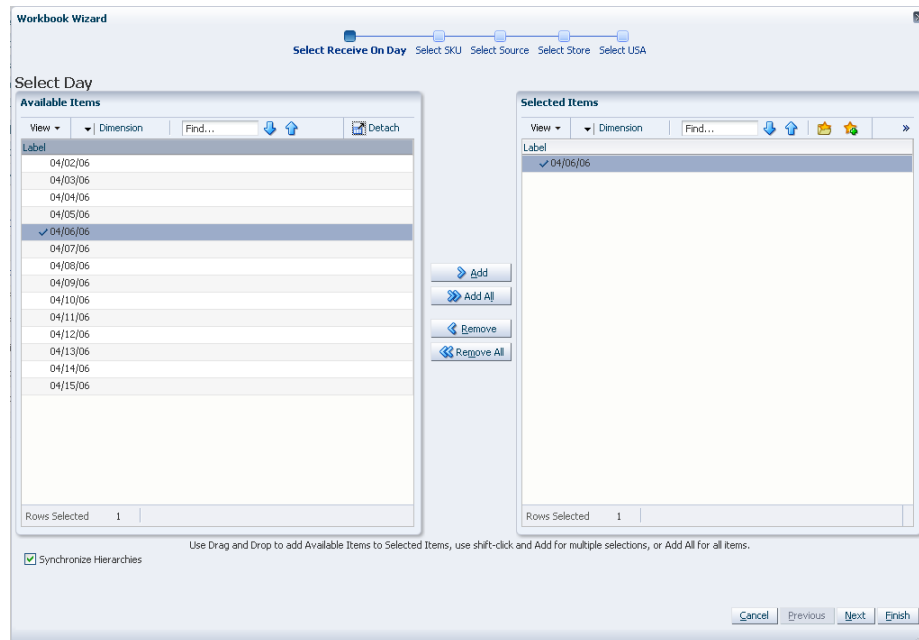 Workbook Wizard
Select Receive On Day Select SKU Select Source Select Store Select USA
Select Day
Available Items
View Dimension Find... Detach
Label
04/02/06
04/03/06
04/04/06
04/05/06
04/06/06
04/07/06
04/08/06
04/09/06
04/10/06
04/11/06
04/12/06
04/13/06
04/14/06
04/15/06
Rows Selected 1
Add
Add All
Remove
Remove All
Selected Items
View Dimension Find... »
Label
04/06/06
Rows Selected 1
Use Drag and Drop to add Available Items to Selected Items, use shift-click and Add for multiple selections, or Add All for all items.
Synchronize Hierarchies
Cancel Previous Next Finish